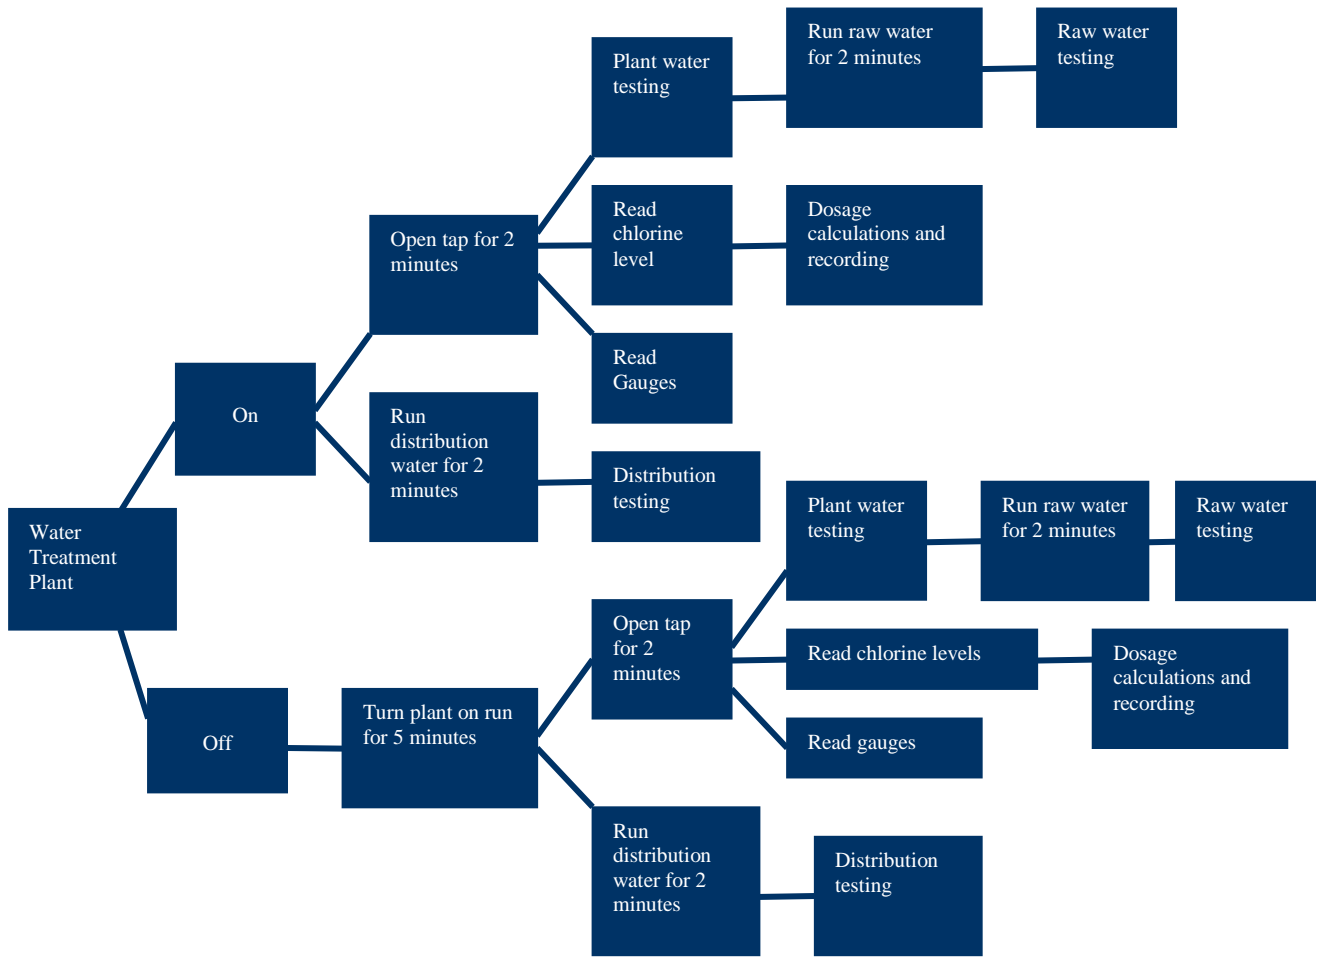 Run raw water
for 2 minutes
Raw water
testing
Plant water
testing
Read
chlorine
level
Dosage
calculations and
recording
Open tap for 2
minutes
Read
Gauges
On
Run
distribution
water for 2
minutes
Distribution
testing
Water
Treatment
Plant
Plant water
testing
Run raw water
for 2 minutes
Raw water
testing
Open tap
for 2
minutes
Read chlorine levels
Dosage
calculations and
recording
Off
Turn plant on run
for 5 minutes
Read gauges
Run
distribution
water for 2
minutes
Distribution
testing